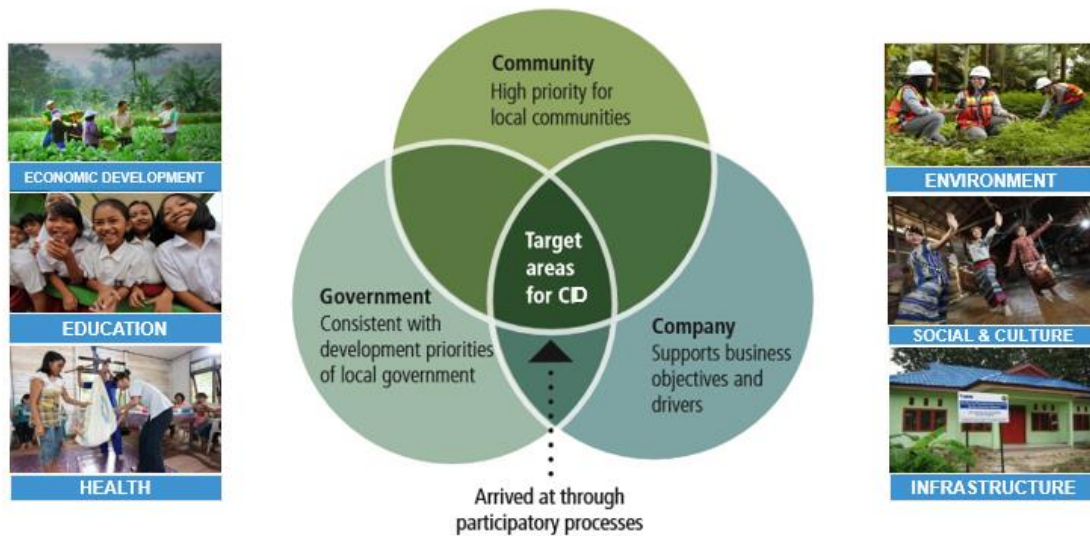 ECONOMIC DEVELOPMENT
EDUCATION
HEALTH
Community
High priority for
local communities
Government
Consistent with
development priorities
of local government
Target
areas
for CID
Company
Supports business
objectives and
drivers
Arrived at through
participatory processes
ENVIRONMENT
SOCIAL & CULTURE
INFRASTRUCTURE